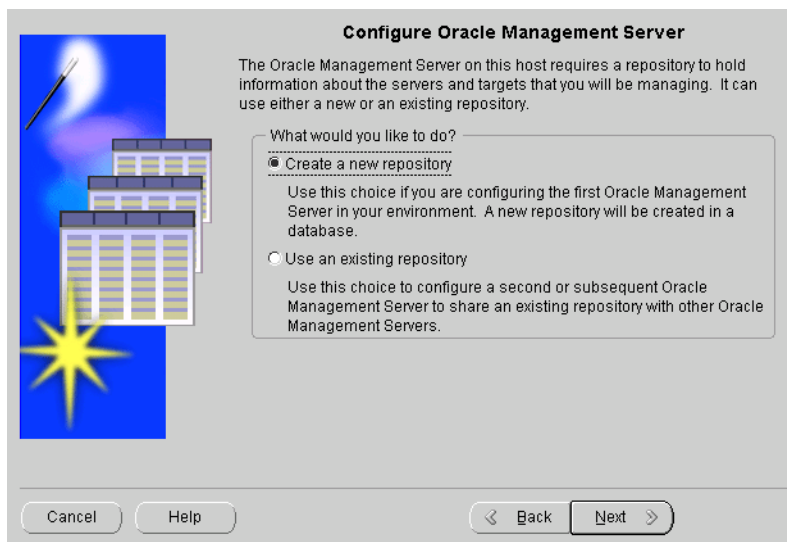 Configure Oracle Management Server
The Oracle Management Server on this host requires a repository to hold
information about the servers and targets that you will be managing. It can
use either a new or an existing repository.
What would you like to do?
Create a new repository
Use this choice if you are configuring the first Oracle Management
Server in your environment. A new repository will be created in a
database.
Use an existing repository
Use this choice to configure a second or subsequent Oracle
Management Server to share an existing repository with other Oracle
Management Servers.
Cancel Help Back Next